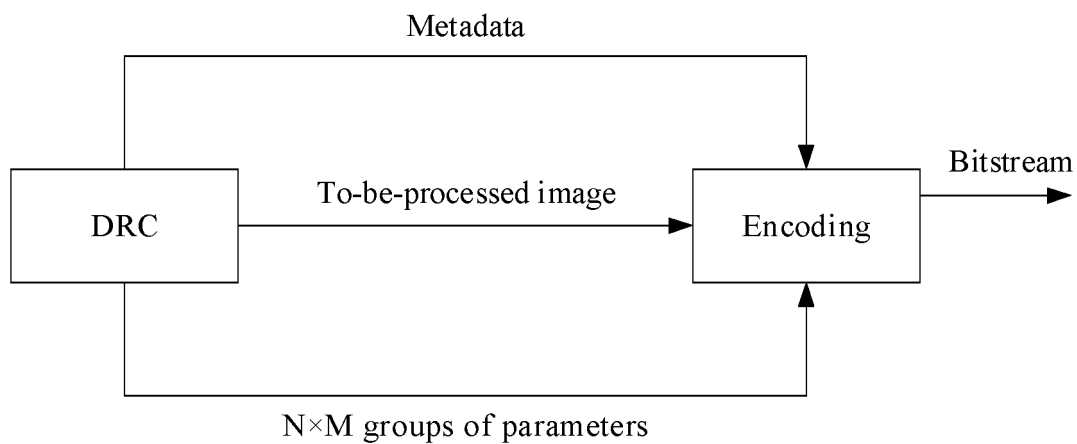 Metadata
Bitstream
To-be-processed image
DRC
Encoding
N×M groups of parameters